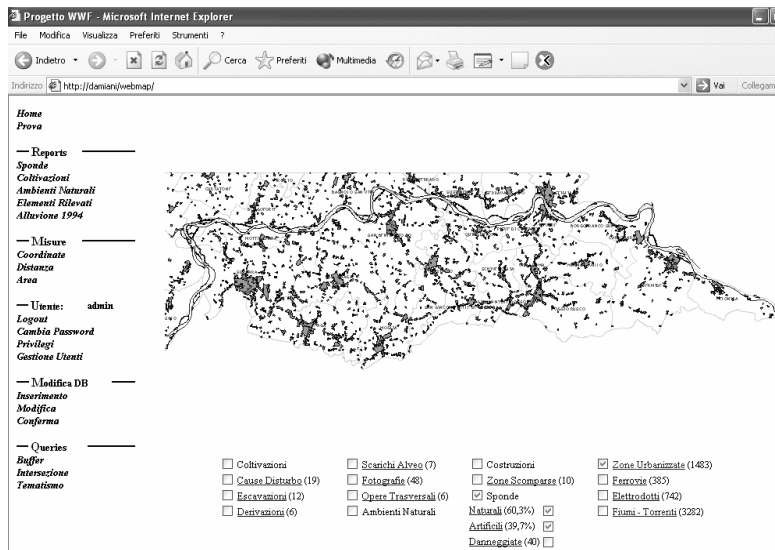 Progetto WWF - Microsoft Internet Explorer
File Modifica Visualizza Preferiti Strumenti ?
Indietro Cerca Preferiti Multimedia
Indirizzo http://damiani/webmap/ Vai Collegam
Home
Prova
Reports
Sponde
Coltivazioni
Ambienti Naturali
Elementi Rilevati
Alluvione 1994
Misure
Coordinate
Distanza
Area
Utente: admin
Logout
Cambia Password
Privilegi
Gestione Utenti
Modifica DB
Inserimento
Modifica
Conferma
Queries
Buffer
Intersezione
Tematismo
Coltivazioni Scarichi Alveo (7) Costruzioni Zone Urbanizzate (1483)
Cause Disturbo (19) Fotografie (48) Zone Scomparse (10) Ferrovie (385)
Escavazioni (12) Opere Trasversali (6) Sponde Elettrodotti (742)
Derivazioni (6) Ambienti Naturali Naturali (60,3%) Fiumi - Torrenti (3282)
Artificili (39,7%)
Danneggiate (40)